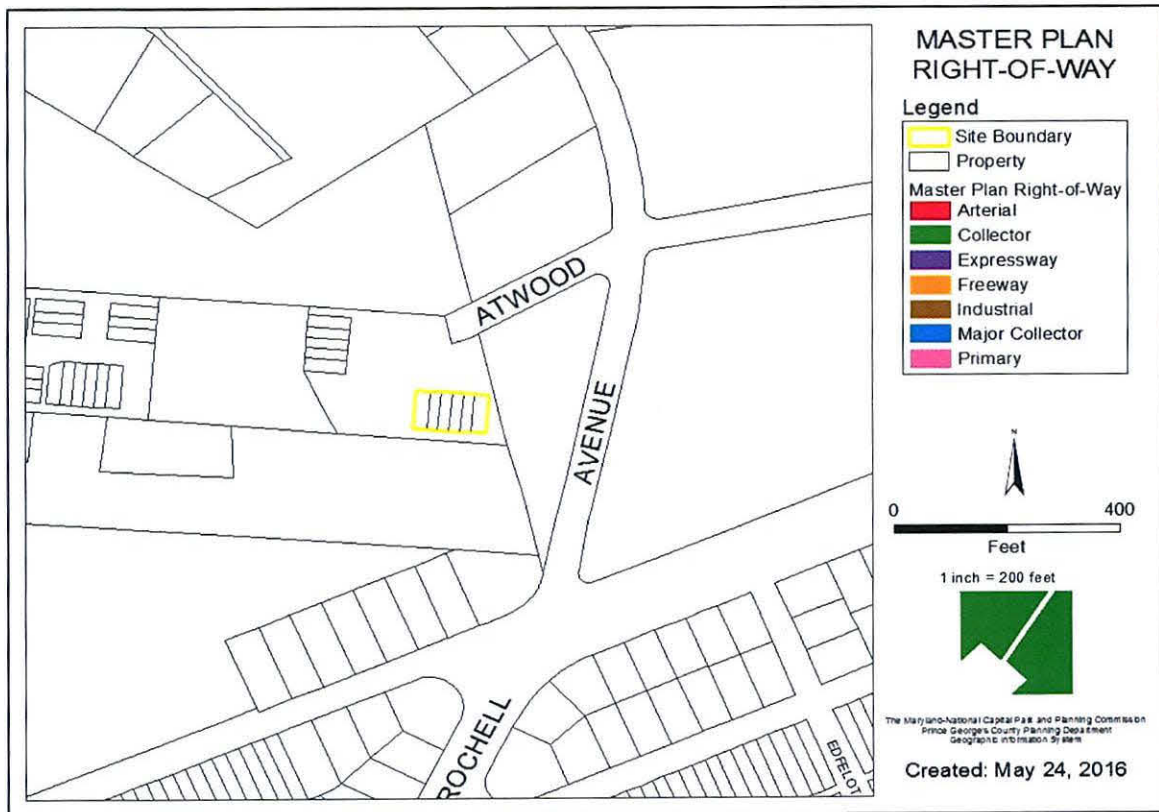 MASTER PLAN
RIGHT-OF-WAY
Legend
Site Boundary
Property
Master Plan Right-of-Way
Arterial
Collector
Expressway
Freeway
Industrial
Major Collector
Primary
ATWOOD
AVENUE
ROCHELL
EDFELOT
N
0 400
Feet
1 inch = 200 feet
The Maryland-National Capital Park and Planning Commission
Prince George's County Planning Department
Geographic Information System
Created: May 24, 2016